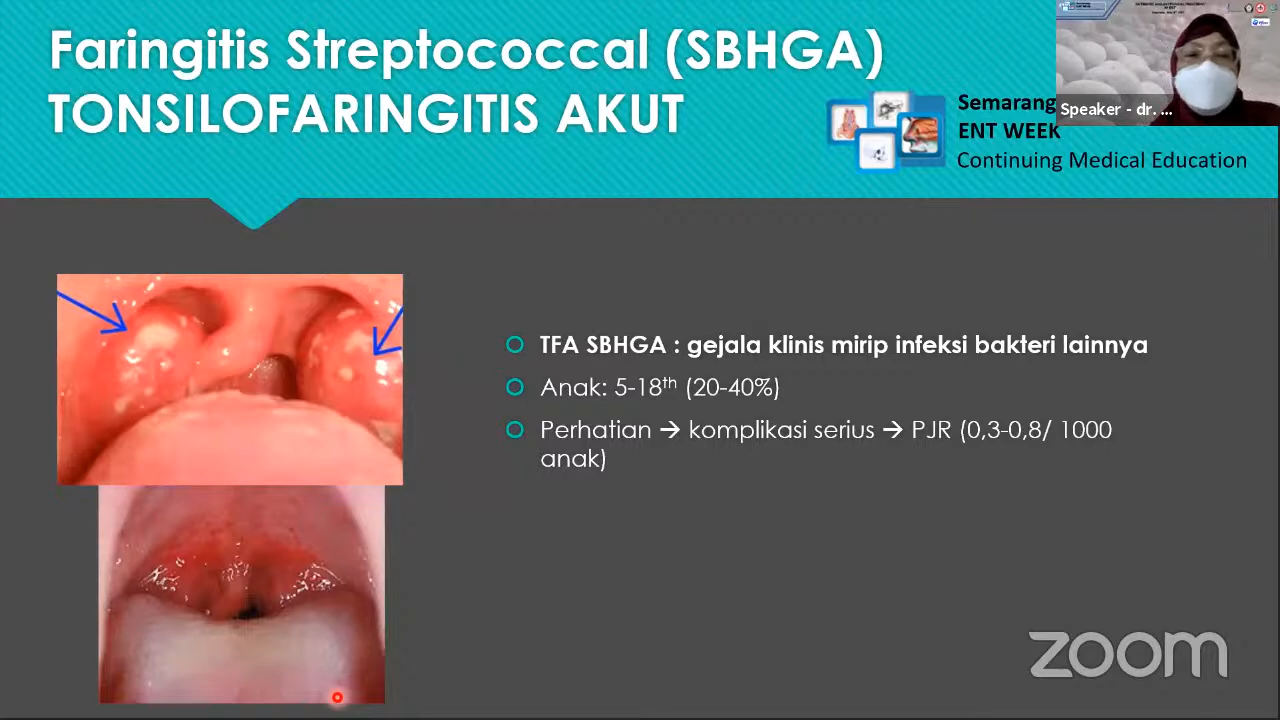 Faringitis Streptococcal (SBHGA)
TONSILOFARINGITIS AKUT
Semarang
ENT WEEK
Continuing Medical Education
Speaker - dr. ...
TFA SBHGA : gejala klinis mirip infeksi bakteri lainnya
Anak: 5-18th (20-40%)
Perhatian → komplikasi serius → PJR (0,3-0,8/ 1000
anak)
zoom